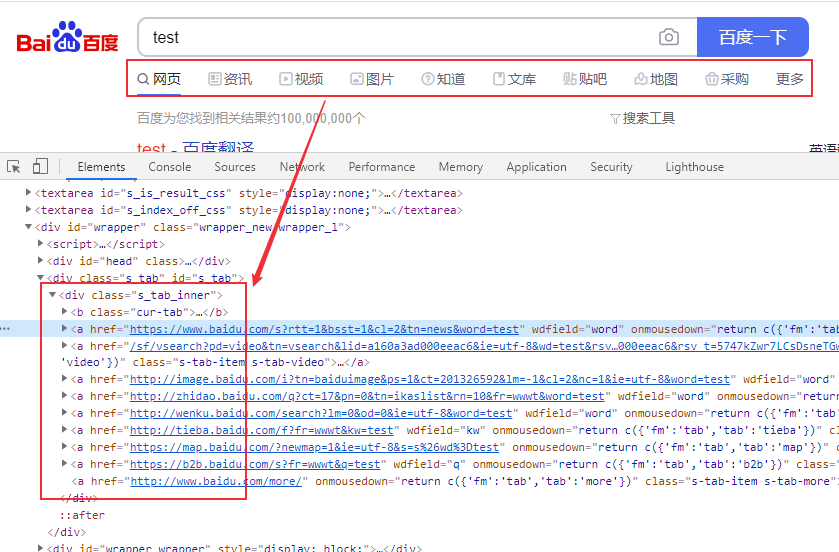 Bai du 百度
test
百度一下
网页 资讯 视频 图片 知道 文库 贴吧 地图 采购 更多
百度为您找到相关结果约100,000,000个 搜索工具
test - 百度翻译
Elements Console Sources Network Performance Memory Application Security Lighthouse
<textarea id="s_is_result_css" style="display:none;">…</textarea>
<textarea id="s_index_off_css" style="display:none;">…</textarea>
<div id="wrapper" class="wrapper_new wrapper_l">
<script>…</script>
<div id="head" class>…</div>
<div class="s_tab" id="s_tab">
<div class="s_tab_inner">
<b class="cur-tab">…</b>
<a href="https://www.baidu.com/s?rtt=1&bsst=1&cl=2&tn=news&word=test" wdfield="word" onmousedown="return c({'fm':'tab
<a href="/sf/vsearch?pd=video&tn=vsearch&lid=a160a3ad000eeac6&ie=utf-8&wd=test&rsv…000eeac6&rsv_t=5747kZwr7LCsDsneTGw
'video'})" class="s-tab-item s-tab-video">…</a>
<a href="http://image.baidu.com/i?tn=baiduimage&ps=1&ct=201326592&lm=-1&cl=2&nc=1&ie=utf-8&word=test" wdfield="word"
<a href="http://zhidao.baidu.com/q?ct=17&pn=0&tn=ikaslist&rn=10&fr=wwwt&word=test" wdfield="word" onmousedown="return
<a href="http://wenku.baidu.com/search?lm=0&od=0&ie=utf-8&word=test" wdfield="word" onmousedown="return c({'fm':'tab'
<a href="http://tieba.baidu.com/f?fr=wwwt&kw=test" wdfield="kw" onmousedown="return c({'fm':'tab','tab':'tieba'})" cl
<a href="https://map.baidu.com/?newmap=1&ie=utf-8&s=s%26wd%3Dtest" onmousedown="return c({'fm':'tab','tab':'map'})" c
<a href="https://b2b.baidu.com/s?fr=wwwt&q=test" wdfield="q" onmousedown="return c({'fm':'tab','tab':'b2b'})" class="
<a href="http://www.baidu.com/more/" onmousedown="return c({'fm':'tab','tab':'more'})" class="s-tab-item s-tab-more"
</div>
::after
</div>
<div id="wrapper_wrapper" style="display: block;">…</div>